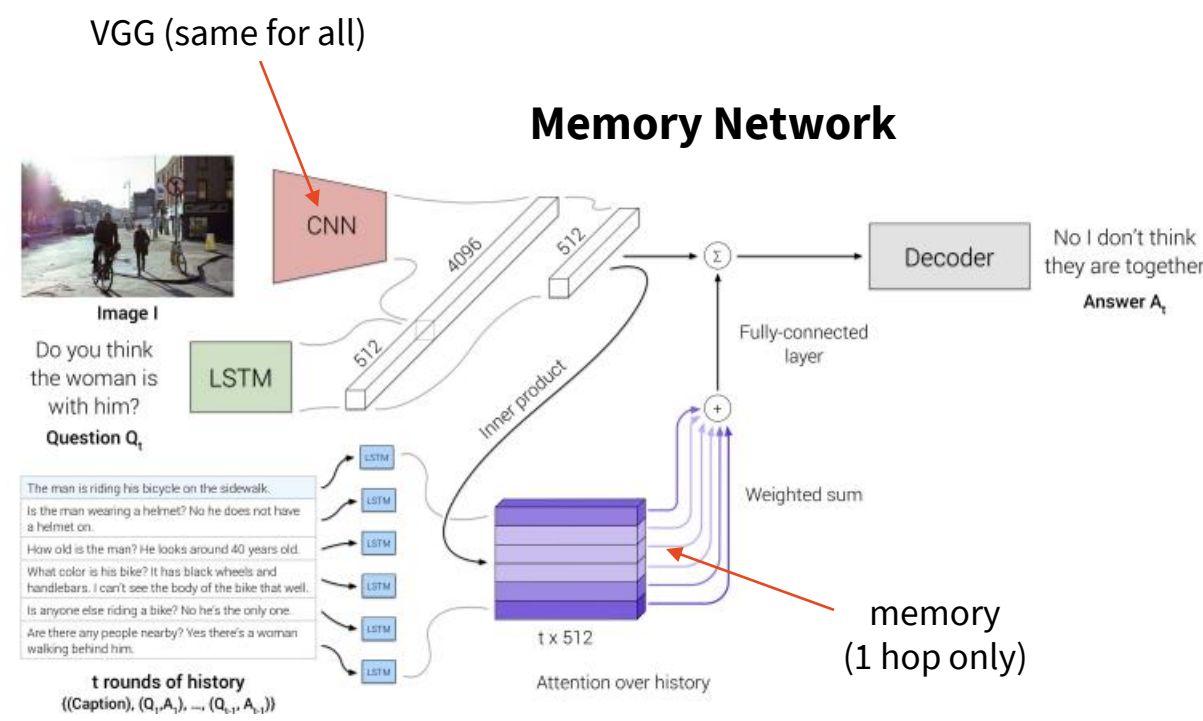 VGG (same for all)
Memory Network
CNN
4096
512
512
Image I
Do you think
the woman is
with him?
Question Qt
LSTM
Σ
Decoder
No I don't think
they are together
Answer At
Fully-connected
layer
Inner product
+
Weighted sum
The man is riding his bicycle on the sidewalk.
Is the man wearing a helmet? No he does not have
a helmet on.
How old is the man? He looks around 40 years old.
What color is his bike? It has black wheels and
handlebars. I can't see the body of the bike that well.
Is anyone else riding a bike? No he's the only one.
Are there any people nearby? Yes there's a woman
walking behind him.
LSTM
LSTM
LSTM
LSTM
LSTM
LSTM
t rounds of history
{(Caption), (Q1,A1), ..., (Qt-1, At-1)}
t x 512
Attention over history
memory
(1 hop only)